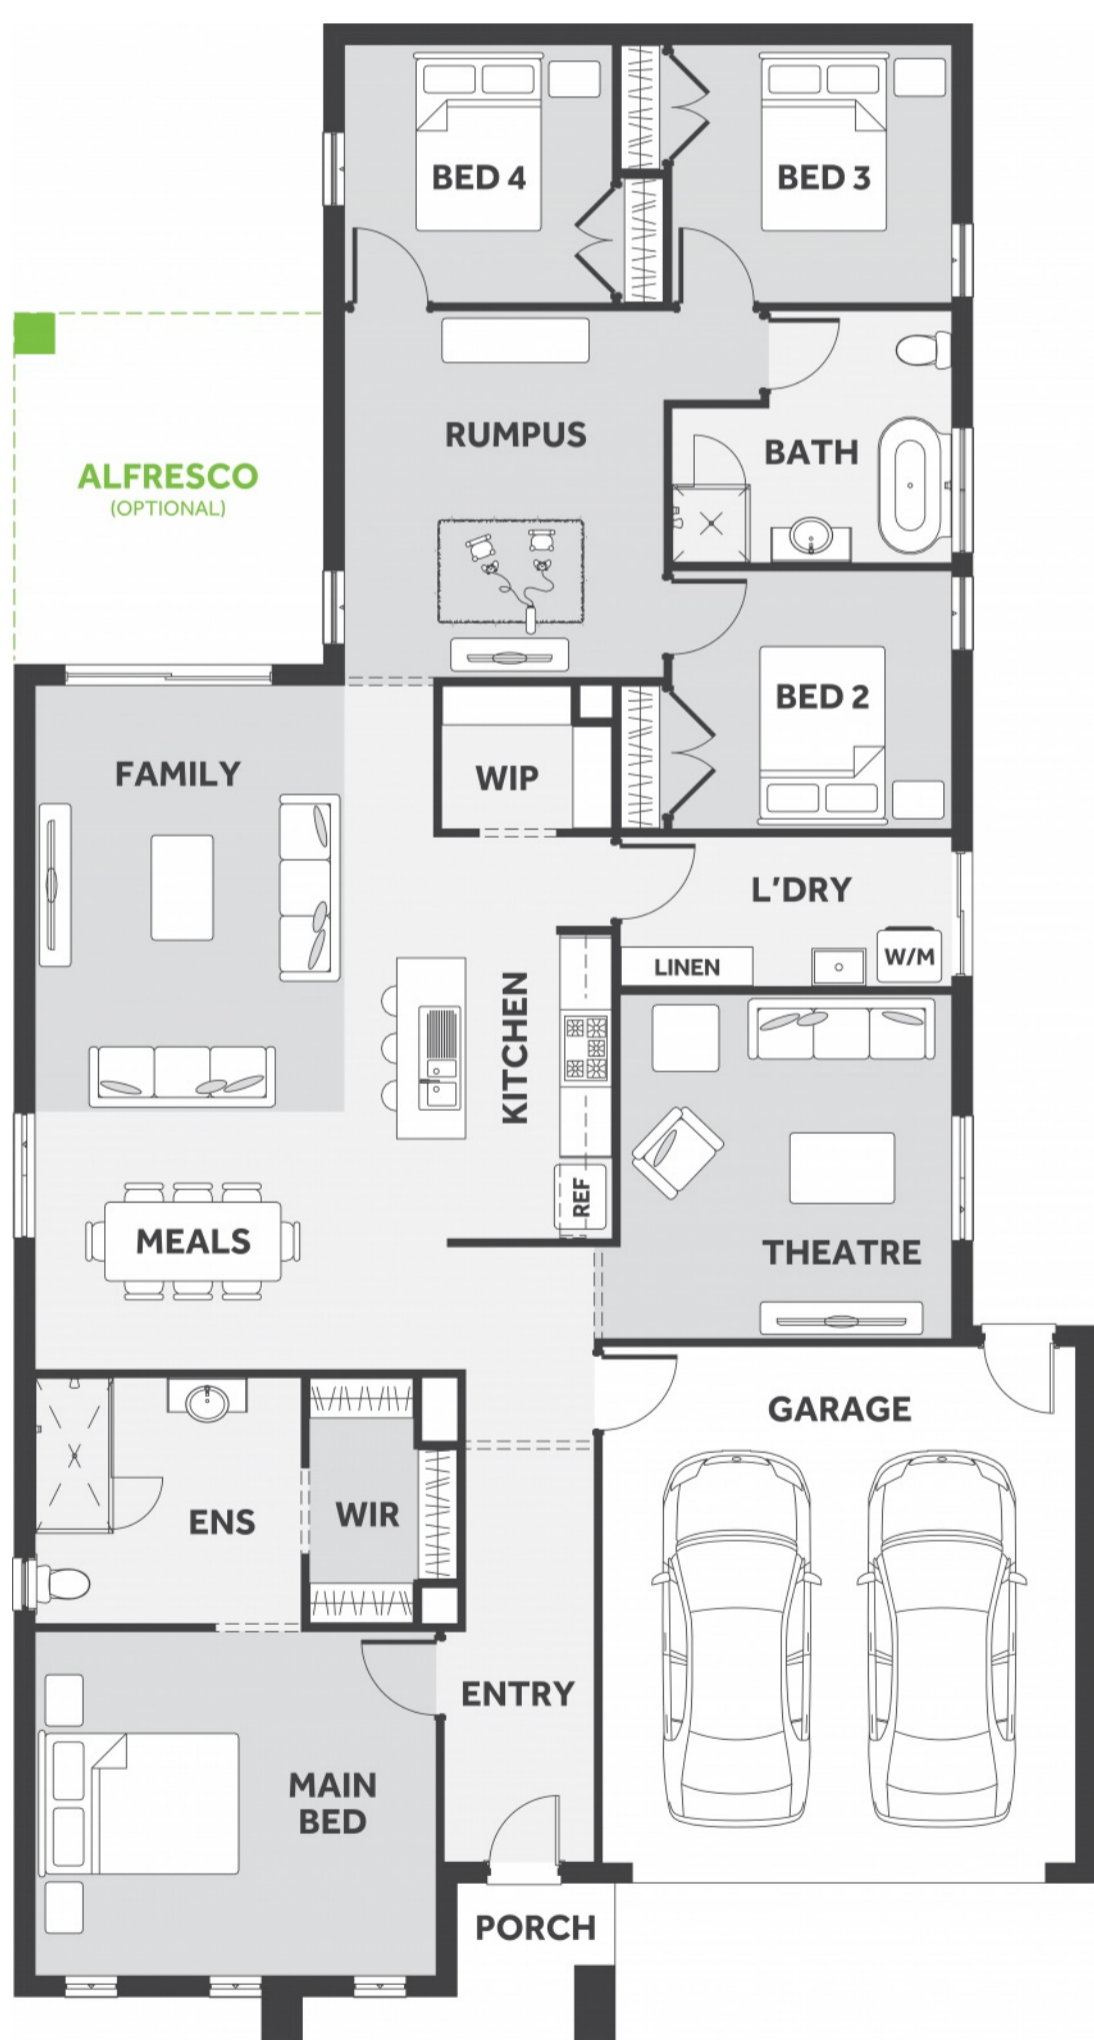 BED 4
BED 3
RUMPUS
BATH
ALFRESCO
(OPTIONAL)
BED 2
FAMILY
WIP
L'DRY
LINEN
W/M
KITCHEN
REF
MEALS
THEATRE
GARAGE
ENS
WIR
ENTRY
MAIN
BED
PORCH